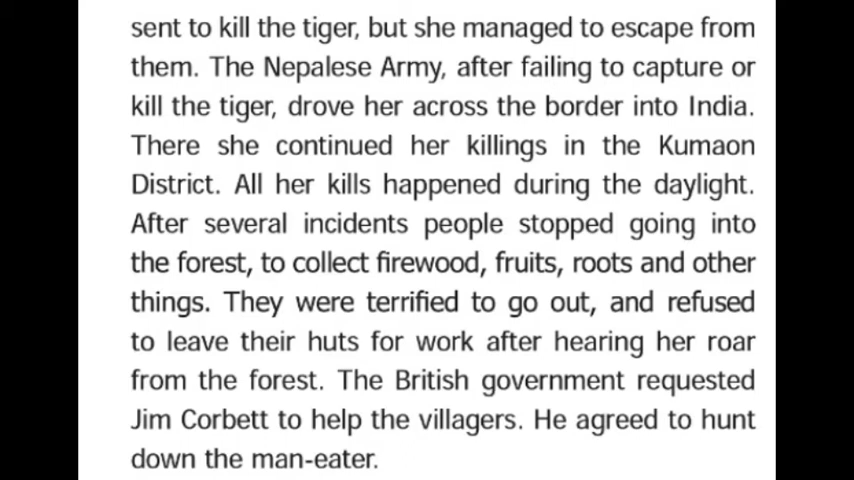 sent to kill the tiger, but she managed to escape from
them. The Nepalese Army, after failing to capture or
kill the tiger, drove her across the border into India.
There she continued her killings in the Kumaon
District. All her kills happened during the daylight.
After several incidents people stopped going into
the forest, to collect firewood, fruits, roots and other
things. They were terrified to go out, and refused
to leave their huts for work after hearing her roar
from the forest. The British government requested
Jim Corbett to help the villagers. He agreed to hunt
down the man-eater.